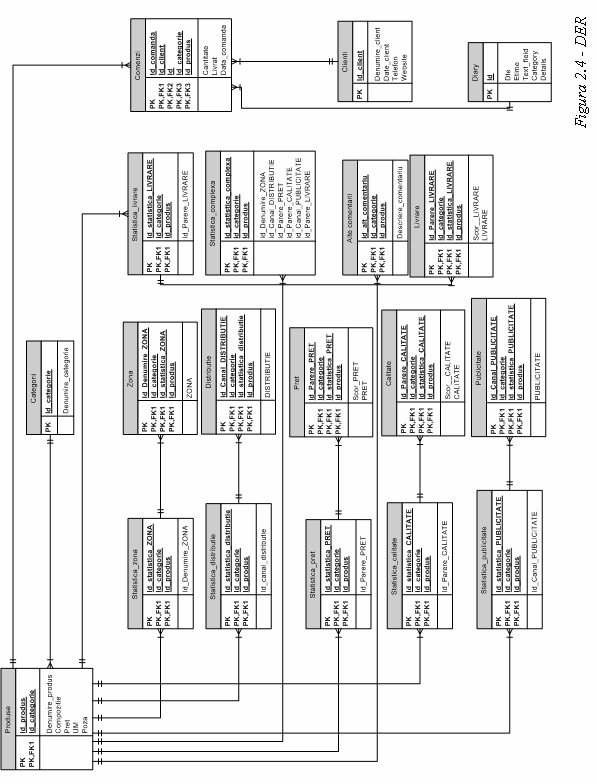 Produse
PK Id_produs
PK,FK1 Id_categorie
Denumire_produs
Compozitie
Pret
UM
Poza
Categorii
PK Id_categorie
Denumire_categorie
Statistica_zona
PK Id_statistica_ZONA
PK,FK1 Id_categorie
PK,FK1 Id_produs
Id_Denumire_ZONA
Zona
PK Id_Denumire_ZONA
PK,FK1 Id_categorie
PK,FK1 Id_statistica_ZONA
PK,FK1 Id_produs
ZONA
Statistica_livrare
PK Id_statistica_LIVRARE
PK,FK1 Id_categorie
PK,FK1 Id_produs
Id_Parere_LIVRARE
Comenzi
PK Id_comanda
PK,FK1 Id_client
PK,FK2 Id
PK,FK3 Id_categorie
PK,FK3 Id_produs
Cantitate
Livrat
Data_comanda
Statistica_distributie
PK Id_statistica_distributie
PK,FK1 Id_categorie
PK,FK1 Id_produs
Id_canal_distributie
Distributie
PK Id_Canal_DISTRIBUTIE
PK,FK1 Id_categorie
PK,FK1 Id_statistica_distributie
PK,FK1 Id_produs
DISTRIBUTIE
Statistica_complexa
PK Id_statistica_complexa
PK,FK1 Id_categorie
PK,FK1 Id_produs
Id_Denumire_ZONA
Id_Canal_DISTRIBUTIE
Id_Parere_PRET
Id_Parere_CALITATE
Id_Canal_PUBLICITATE
Id_Parere_LIVRARE
Statistica_pret
PK Id_statistica_PRET
PK,FK1 Id_categorie
PK,FK1 Id_produs
Id_Parere_PRET
Pret
PK Id_Parere_PRET
PK,FK1 Id_categorie
PK,FK1 Id_statistica_PRET
PK,FK1 Id_produs
Scor_PRET
PRET
Alte comentarii
PK Id_alt_comentariu
PK,FK1 Id_categorie
PK,FK1 Id_produs
Descriere_comentariu
Clienti
PK Id_client
Denumire_client
Date_client
Telefon
Website
Statistica_calitate
PK Id_statistica_CALITATE
PK,FK1 Id_categorie
PK,FK1 Id_produs
Id_Parere_CALITATE
Calitate
PK Id_Parere_CALITATE
PK,FK1 Id_categorie
PK,FK1 Id_statistica_CALITATE
PK,FK1 Id_produs
Scor__CALITATE
CALITATE
Livrare
PK Id_Parere_LIVRARE
PK,FK1 Id_categorie
PK,FK1 Id_statistica_LIVRARE
PK,FK1 Id_produs
Scor__LIVRARE
LIVRARE
Statistica_publicitate
PK Id_statistica_PUBLICITATE
PK,FK1 Id_categorie
PK,FK1 Id_produs
Id_Canal_PUBLICITATE
Publicitate
PK Id_Canal_PUBLICITATE
PK,FK1 Id_categorie
PK,FK1 Id_statistica_PUBLICITATE
PK,FK1 Id_produs
PUBLICITATE
Diary
PK Id
Dte
Etime
Text_field
Category
Details
Figura 2.4 - DER